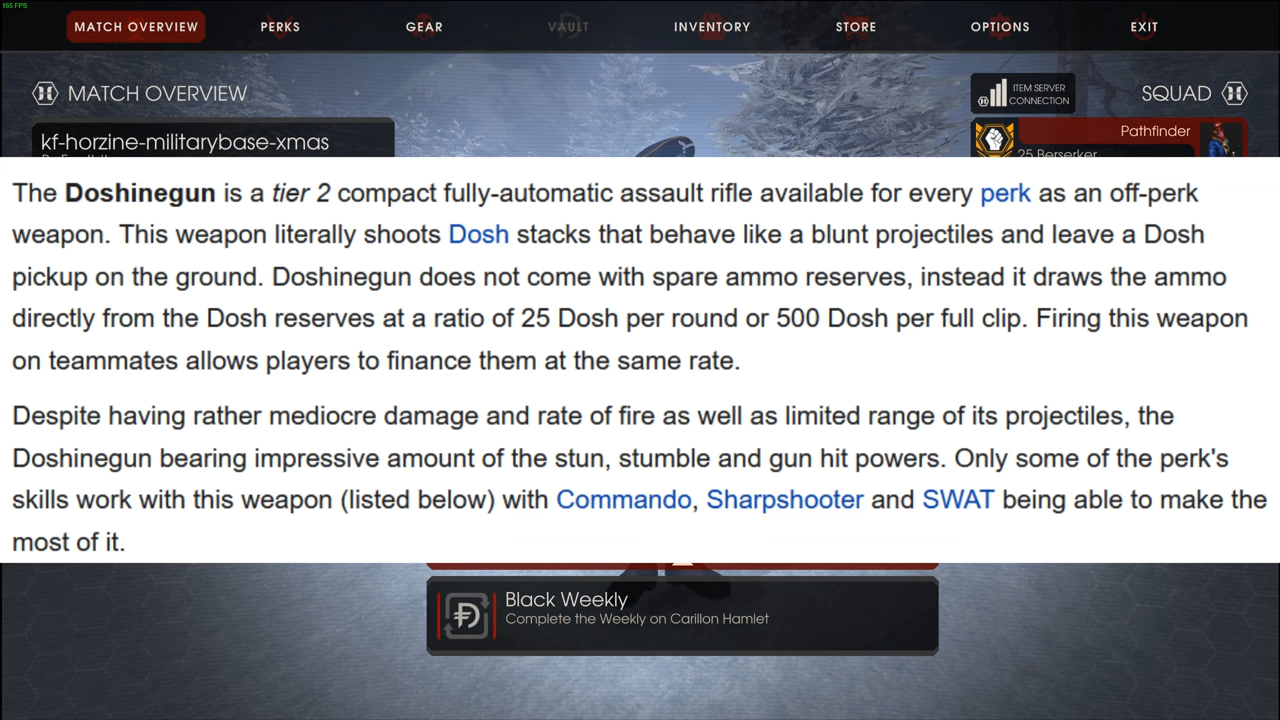 165 FPS
MATCH OVERVIEW PERKS GEAR VAULT INVENTORY STORE OPTIONS EXIT
MATCH OVERVIEW
ITEM SERVER
CONNECTION
SQUAD
kf-horzine-militarybase-xmas
Pathfinder
25 Berserker
The Doshinegun is a tier 2 compact fully-automatic assault rifle available for every perk as an off-perk
weapon. This weapon literally shoots Dosh stacks that behave like a blunt projectiles and leave a Dosh
pickup on the ground. Doshinegun does not come with spare ammo reserves, instead it draws the ammo
directly from the Dosh reserves at a ratio of 25 Dosh per round or 500 Dosh per full clip. Firing this weapon
on teammates allows players to finance them at the same rate.
Despite having rather mediocre damage and rate of fire as well as limited range of its projectiles, the
Doshinegun bearing impressive amount of the stun, stumble and gun hit powers. Only some of the perk's
skills work with this weapon (listed below) with Commando, Sharpshooter and SWAT being able to make the
most of it.
Black Weekly
Complete the Weekly on Carillon Hamlet